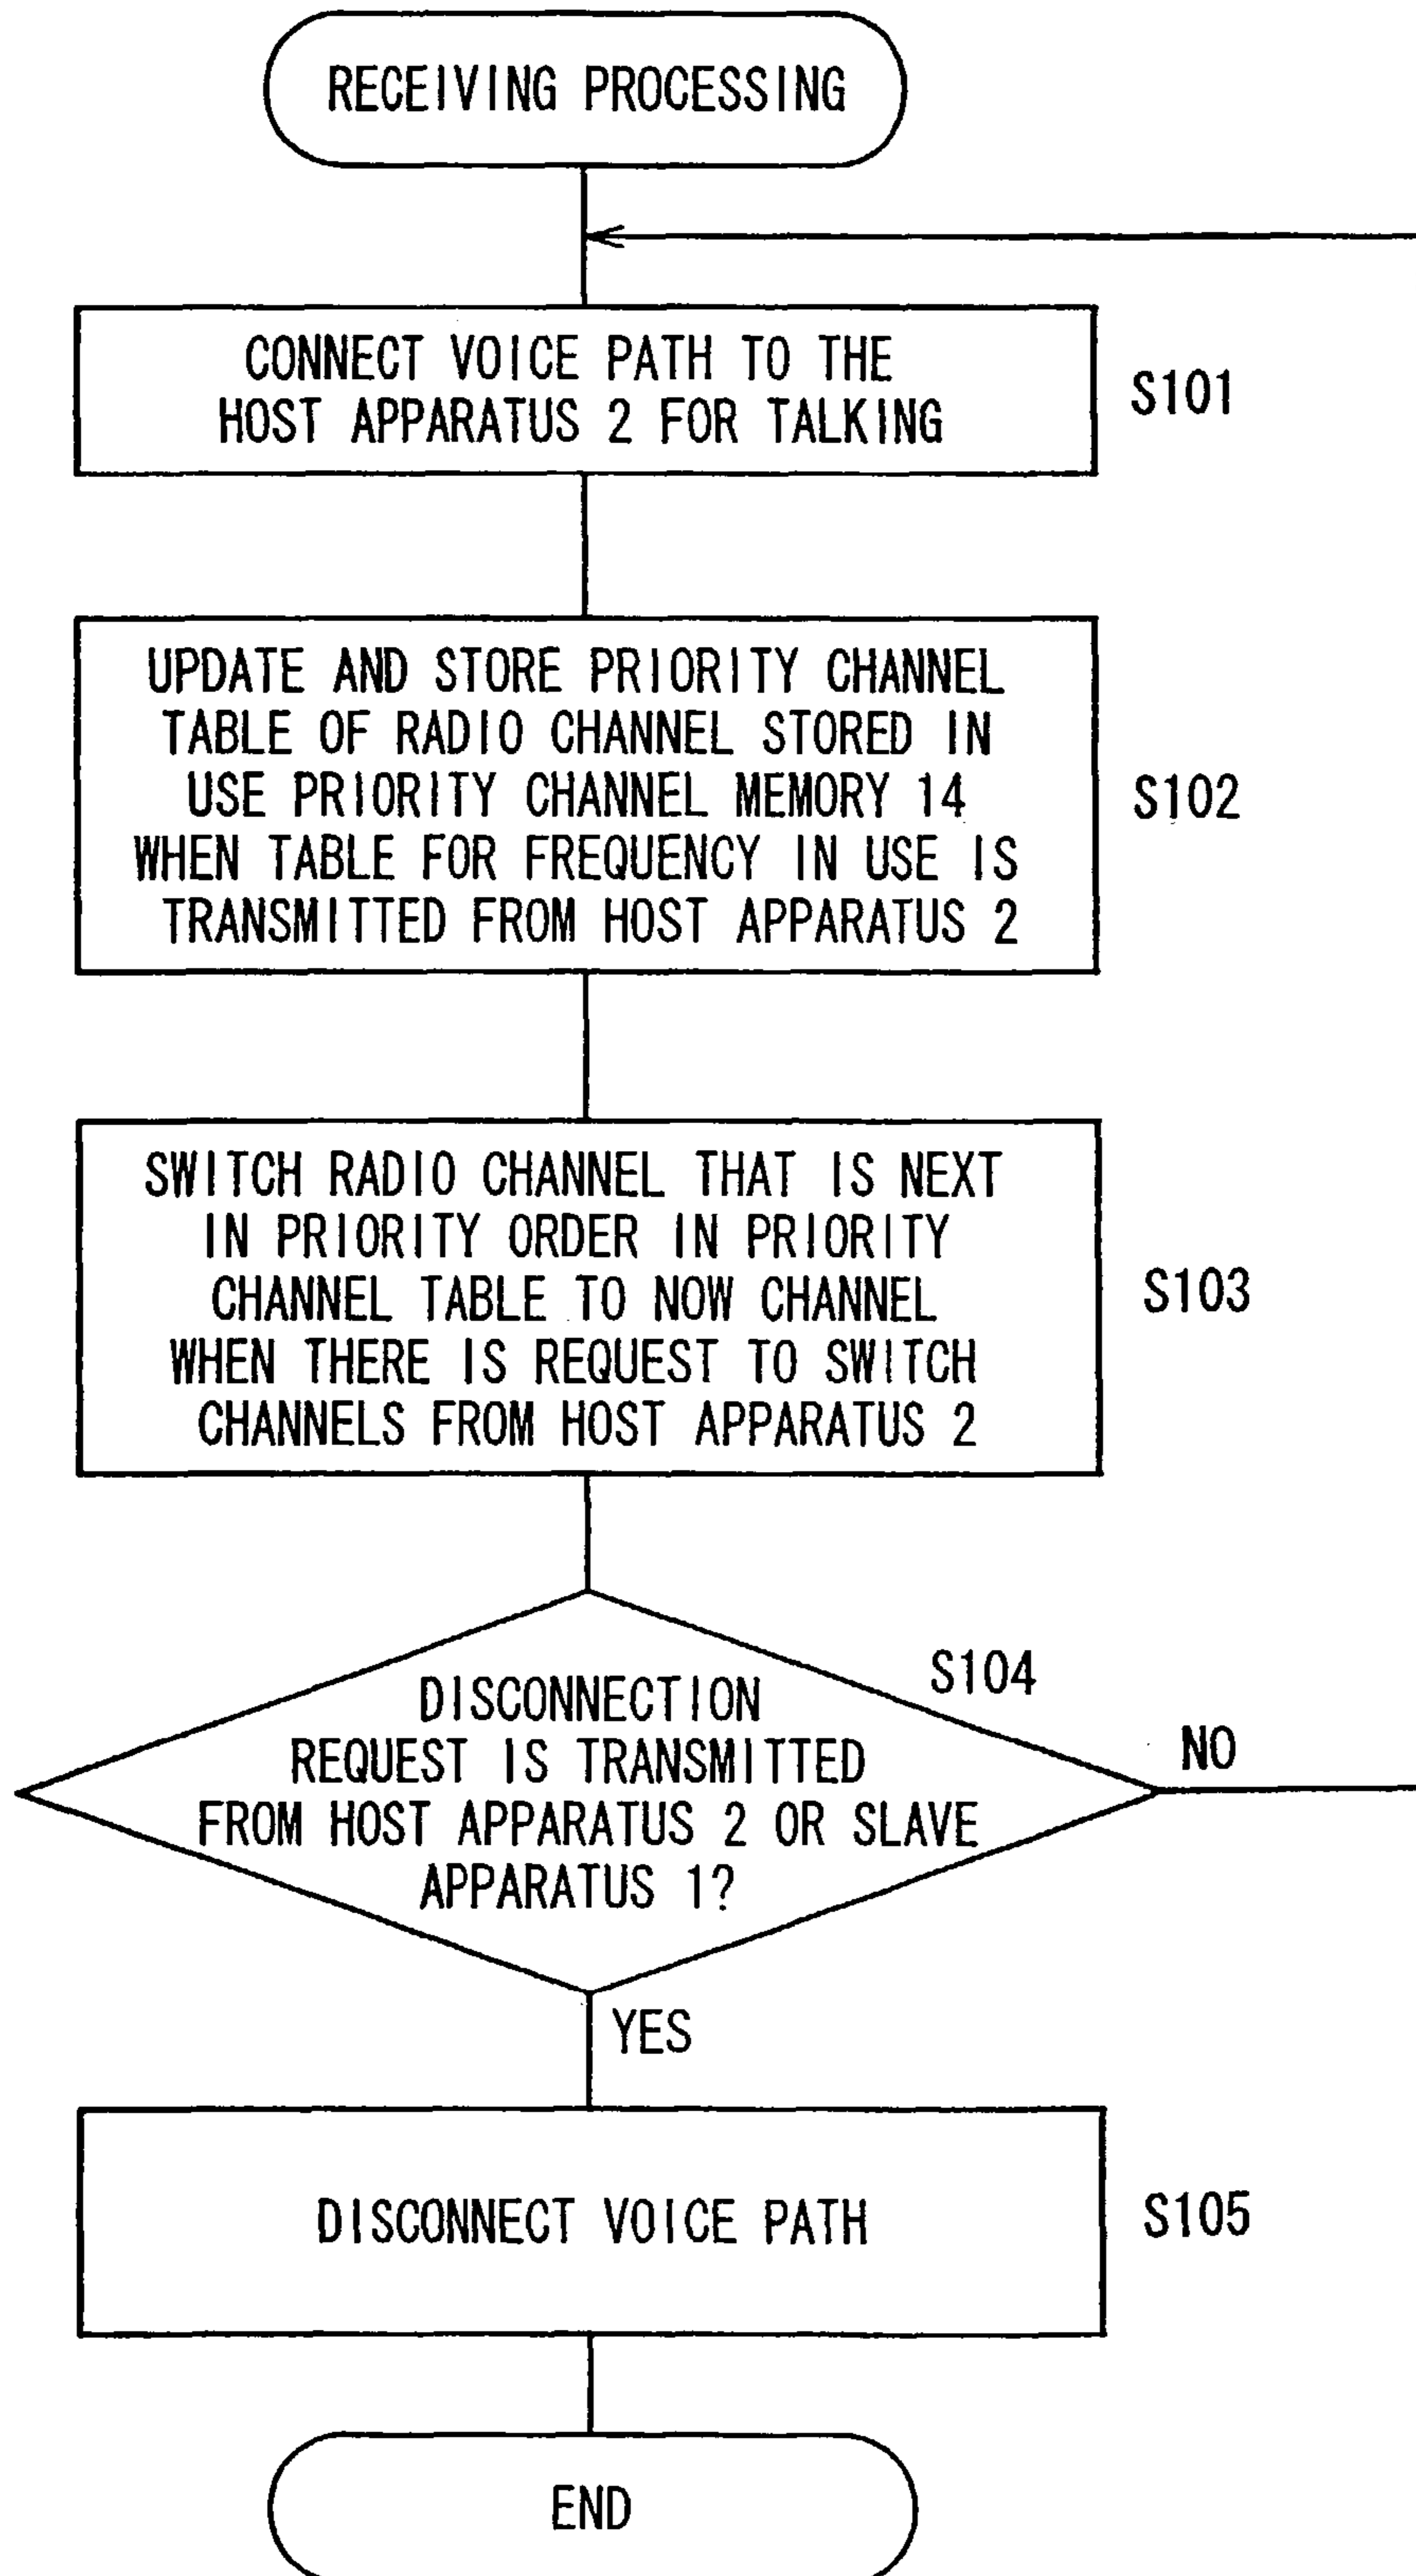 RECEIVING PROCESSING
CONNECT VOICE PATH TO THE
HOST APPARATUS 2 FOR TALKING
S101
UPDATE AND STORE PRIORITY CHANNEL
TABLE OF RADIO CHANNEL STORED IN
USE PRIORITY CHANNEL MEMORY 14
WHEN TABLE FOR FREQUENCY IN USE IS
TRANSMITTED FROM HOST APPARATUS 2
S102
SWITCH RADIO CHANNEL THAT IS NEXT
IN PRIORITY ORDER IN PRIORITY
CHANNEL TABLE TO NOW CHANNEL
WHEN THERE IS REQUEST TO SWITCH
CHANNELS FROM HOST APPARATUS 2
S103
DISCONNECTION
REQUEST IS TRANSMITTED
FROM HOST APPARATUS 2 OR SLAVE
APPARATUS 1?
S104
NO
YES
DISCONNECT VOICE PATH
S105
END